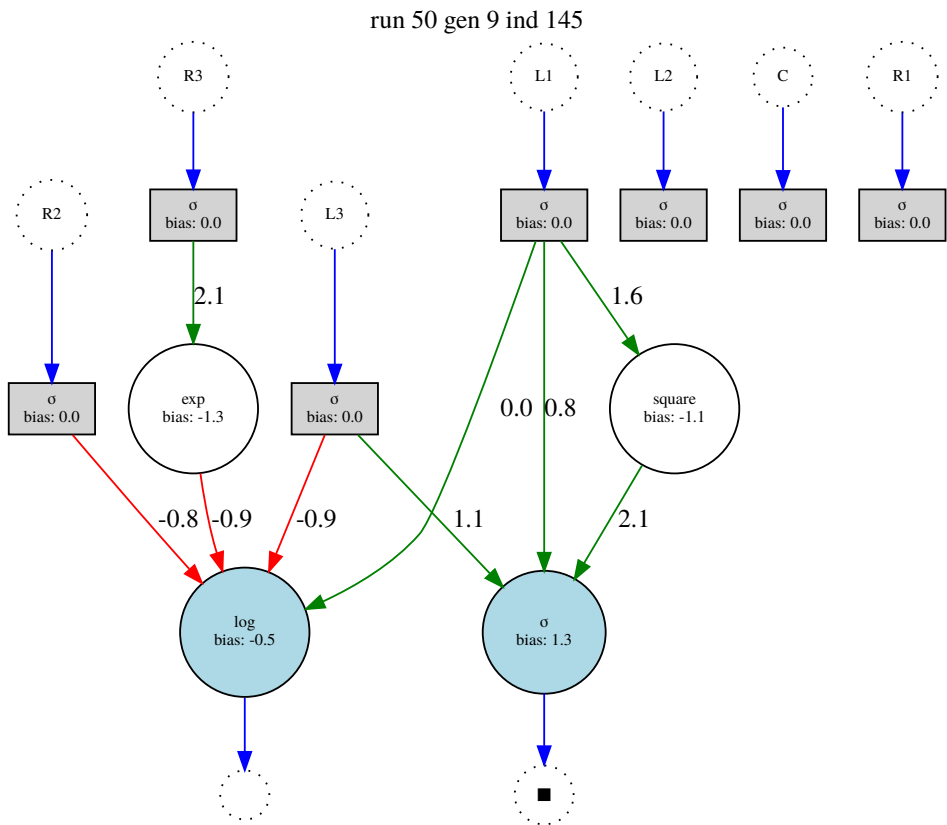 run 50 gen 9 ind 145
R3
L1
L2
C
R1
R2
L3
σ
bias: 0.0
σ
bias: 0.0
σ
bias: 0.0
σ
bias: 0.0
σ
bias: 0.0
2.1
1.6
σ
bias: 0.0
exp
bias: -1.3
σ
bias: 0.0
0.0
0.8
square
bias: -1.1
-0.8
-0.9
-0.9
1.1
2.1
log
bias: -0.5
σ
bias: 1.3
■